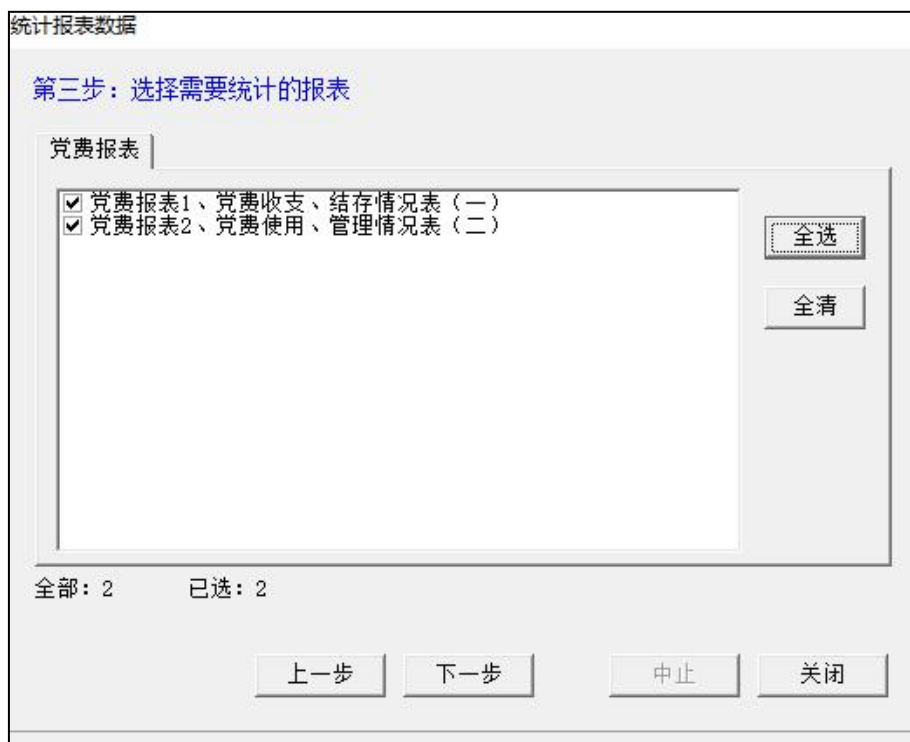 统计报表数据
第三步：选择需要统计的报表
党费报表
党费报表1、党费收支、结存情况表（一）
党费报表2、党费使用、管理情况表（二）
全选
全清
全部：2 已选：2
上一步 下一步 中止 关闭